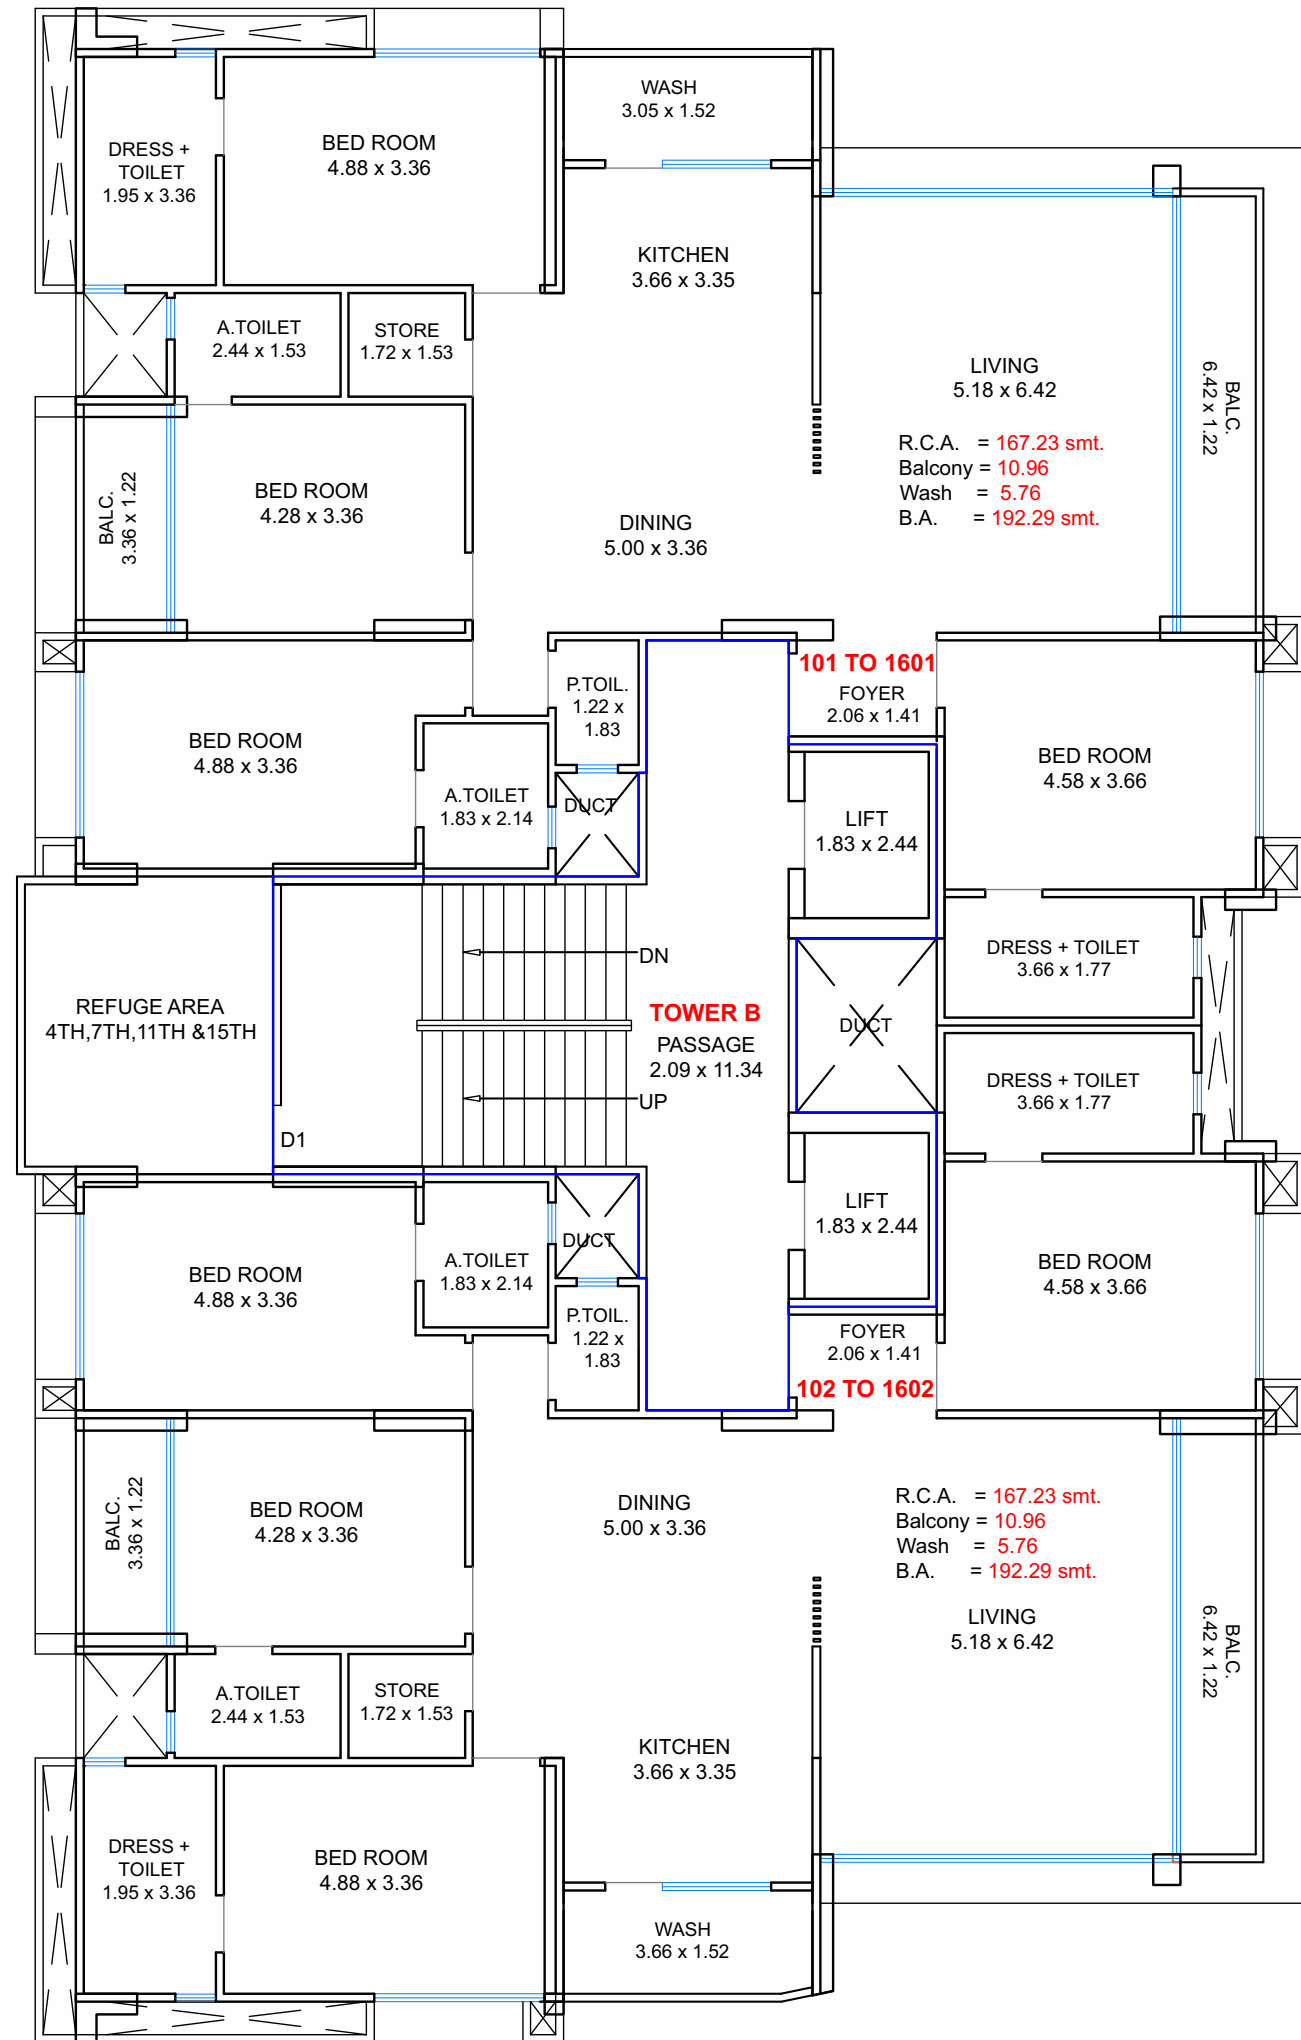 WASH
3.05 x 1.52
DRESS +
TOILET
1.95 x 3.36
BED ROOM
4.88 x 3.36
KITCHEN
3.66 x 3.35
A.TOILET
2.44 x 1.53
STORE
1.72 x 1.53
LIVING
5.18 x 6.42
BALC.
6.42 x 1.22
R.C.A. = 167.23 smt.
Balcony = 10.96
Wash = 5.76
B.A. = 192.29 smt.
BALC.
3.36 x 1.22
BED ROOM
4.28 x 3.36
DINING
5.00 x 3.36
101 TO 1601
FOYER
2.06 x 1.41
P.TOIL.
1.22 x
1.83
BED ROOM
4.88 x 3.36
A.TOILET
1.83 x 2.14
DUCT
LIFT
1.83 x 2.44
BED ROOM
4.58 x 3.66
DRESS + TOILET
3.66 x 1.77
DN
REFUGE AREA
4TH,7TH,11TH &15TH
TOWER B
PASSAGE
2.09 x 11.34
DUCT
UP
D1
DRESS + TOILET
3.66 x 1.77
LIFT
1.83 x 2.44
BED ROOM
4.58 x 3.66
DUCT
A.TOILET
1.83 x 2.14
BED ROOM
4.88 x 3.36
P.TOIL.
1.22 x
1.83
FOYER
2.06 x 1.41
102 TO 1602
BALC.
3.36 x 1.22
BED ROOM
4.28 x 3.36
DINING
5.00 x 3.36
R.C.A. = 167.23 smt.
Balcony = 10.96
Wash = 5.76
B.A. = 192.29 smt.
LIVING
5.18 x 6.42
BALC.
6.42 x 1.22
A.TOILET
2.44 x 1.53
STORE
1.72 x 1.53
KITCHEN
3.66 x 3.35
DRESS +
TOILET
1.95 x 3.36
BED ROOM
4.88 x 3.36
WASH
3.66 x 1.52